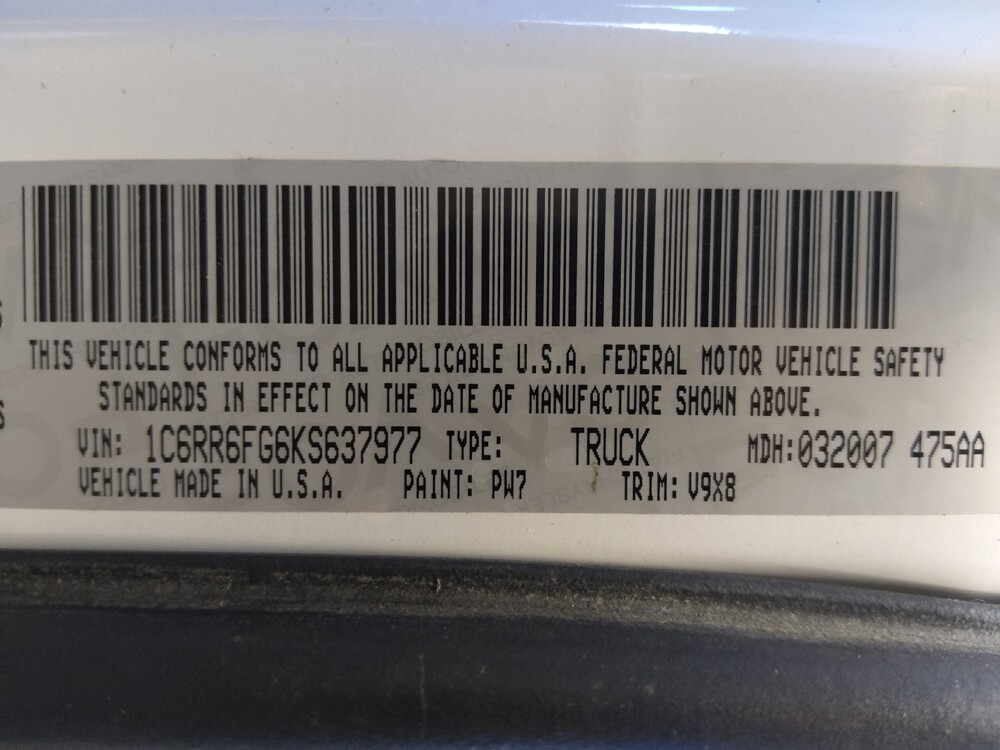 THIS VEHICLE CONFORMS TO ALL APPLICABLE U.S.A. FEDERAL MOTOR VEHICLE SAFETY
STANDARDS IN EFFECT ON THE DATE OF MANUFACTURE SHOWN ABOVE.
VIN: 1C6RR6FG6KS637977 TYPE: TRUCK MDH:032007 475AA
VEHICLE MADE IN U.S.A. PAINT: PW7 TRIM: V9X8